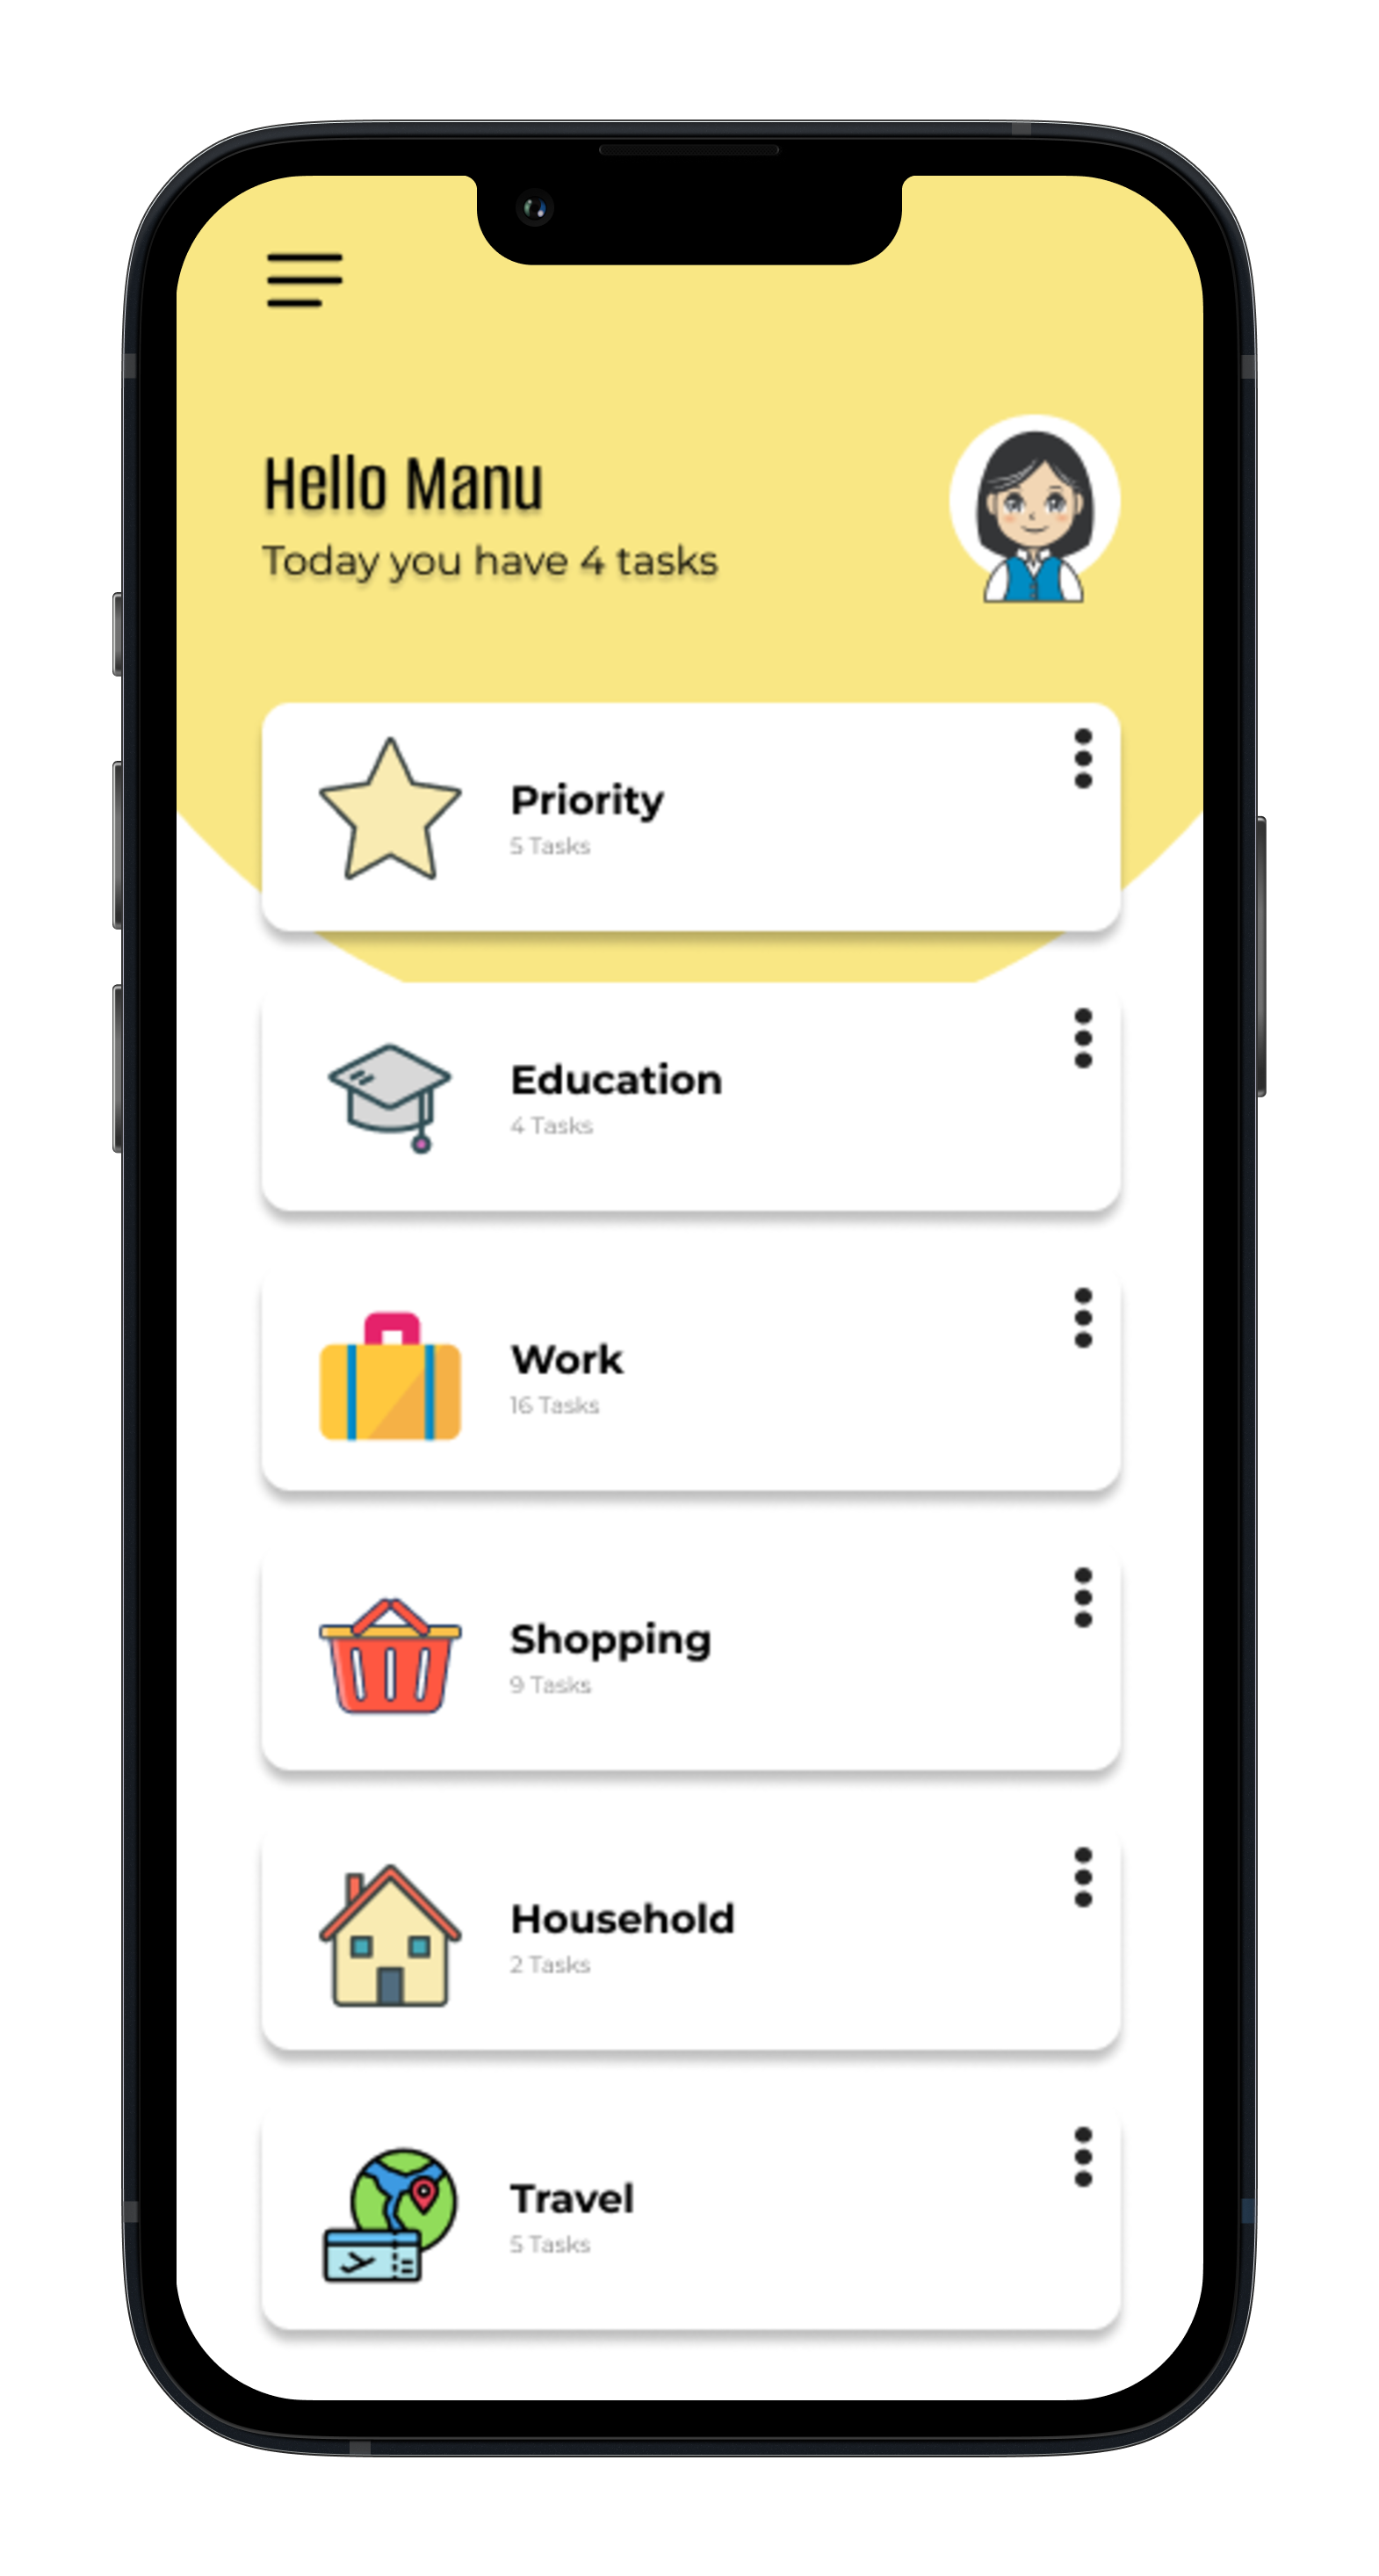 Hello Manu
Today you have 4 tasks
Priority
5 Tasks
Education
4 Tasks
Work
16 Tasks
Shopping
9 Tasks
Household
2 Tasks
Travel
5 Tasks